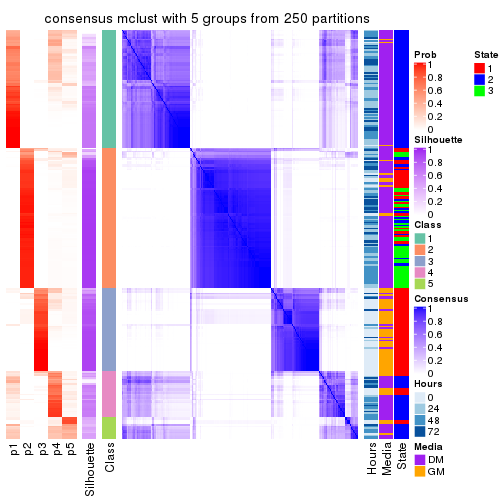 consensus mclust with 5 groups from 250 partitions
Prob
1
0.8
0.6
0.4
0.2
0
State
1
2
3
Silhouette
1
0.8
0.6
0.4
0.2
0
Class
1
2
3
4
5
Consensus
1
0.8
0.6
0.4
0.2
0
Hours
0
24
48
72
Media
DM
GM
p1
p2
p3
p4
p5
Silhouette
Class
Hours
Media
State